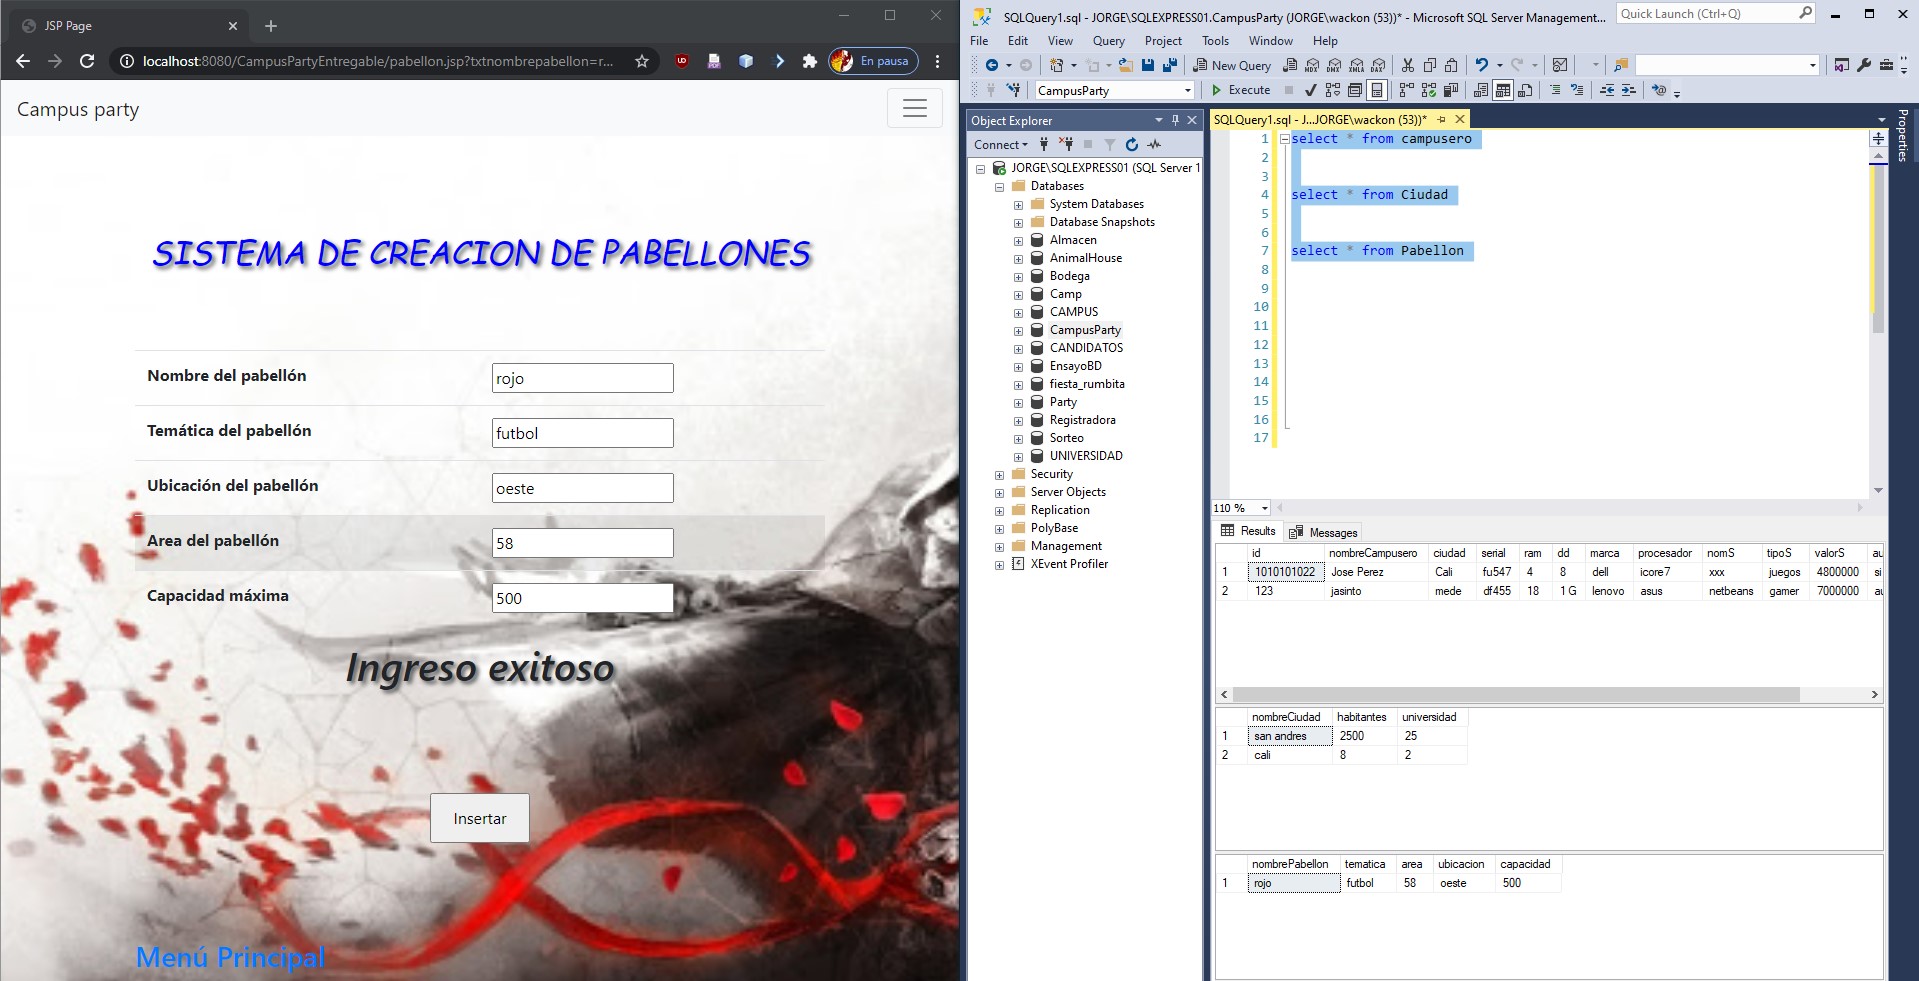 JSP Page
localhost:8080/CampusPartyEntregable/pabellon.jsp?txtnombrepabellon=r...
En pausa
Campus party
SISTEMA DE CREACION DE PABELLONES
Nombre del pabellón rojo
Temática del pabellón futbol
Ubicación del pabellón oeste
Area del pabellón 58
Capacidad máxima 500
Ingreso exitoso
Insertar
Menú Principal
SQLQuery1.sql - JORGE\SQLEXPRESS01.CampusParty (JORGE\wackon (53))* - Microsoft SQL Server Management...
Quick Launch (Ctrl+Q)
File Edit View Query Project Tools Window Help
New Query
CampusParty Execute
Object Explorer
Connect
JORGE\SQLEXPRESS01 (SQL Server 1
Databases
System Databases
Database Snapshots
Almacen
AnimalHouse
Bodega
Camp
CAMPUS
CampusParty
CANDIDATOS
EnsayoBD
fiesta_rumbita
Party
Registradora
Sorteo
UNIVERSIDAD
Security
Server Objects
Replication
PolyBase
Management
XEvent Profiler
SQLQuery1.sql - J...JORGE\wackon (53))*
1 select * from campusero
2
3
4 select * from Ciudad
5
6
7 select * from Pabellon
8
9
10
11
12
13
14
15
16
17
110 %
Results Messages
id nombreCampusero ciudad serial ram dd marca procesador nomS tipoS valorS au
1 1010101022 Jose Perez Cali fu547 4 8 dell icore7 xxx juegos 4800000 si
2 123 jasinto mede df455 18 1 G lenovo asus netbeans gamer 7000000 au
nombreCiudad habitantes universidad
1 san andres 2500 25
2 cali 8 2
nombrePabellon tematica area ubicacion capacidad
1 rojo futbol 58 oeste 500
Properties